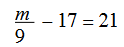 m/9 − 17 = 21